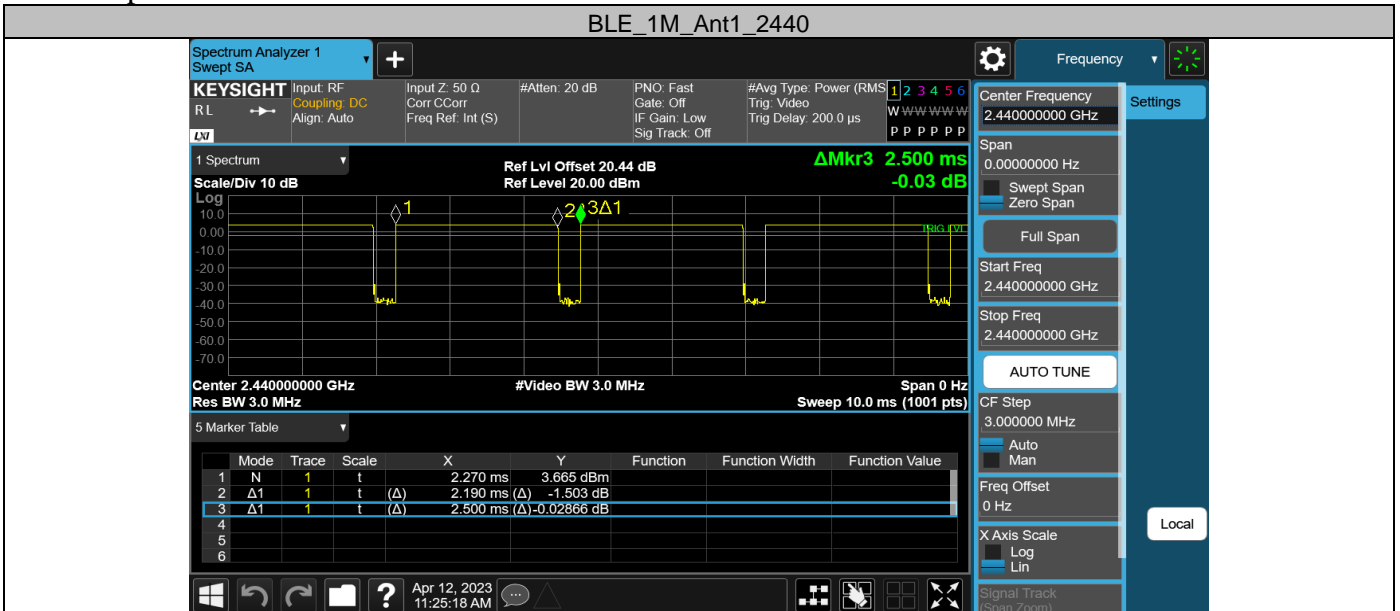 BLE_1M_Ant1_2440
Spectrum Analyzer 1
Swept SA
Frequency
KEYSIGHT
RL
LXI
Input: RF
Coupling: DC
Align: Auto
Input Z: 50 Ω
Corr CCorr
Freq Ref: Int (S)
#Atten: 20 dB
PNO: Fast
Gate: Off
IF Gain: Low
Sig Track: Off
#Avg Type: Power (RMS
Trig: Video
Trig Delay: 200.0 µs
1 2 3 4 5 6
W W W W W W
P P P P P P
1 Spectrum
Scale/Div 10 dB
Ref Lvl Offset 20.44 dB
Ref Level 20.00 dBm
ΔMkr3 2.500 ms
-0.03 dB
Log
10.0
0.00
-10.0
-20.0
-30.0
-40.0
-50.0
-60.0
-70.0
1
2
3Δ1
TRIG LVL
Center 2.440000000 GHz
#Video BW 3.0 MHz
Span 0 Hz
Res BW 3.0 MHz
Sweep 10.0 ms (1001 pts)
5 Marker Table
Mode Trace Scale X Y Function Function Width Function Value
1 N 1 t 2.270 ms 3.665 dBm
2 Δ1 1 t (Δ) 2.190 ms (Δ) -1.503 dB
3 Δ1 1 t (Δ) 2.500 ms (Δ) -0.02866 dB
4
5
6
Apr 12, 2023
11:25:18 AM
Center Frequency
2.440000000 GHz
Settings
Span
0.00000000 Hz
Swept Span
Zero Span
Full Span
Start Freq
2.440000000 GHz
Stop Freq
2.440000000 GHz
AUTO TUNE
CF Step
3.000000 MHz
Auto
Man
Freq Offset
0 Hz
Local
X Axis Scale
Log
Lin
Signal Track
(Span Zoom)